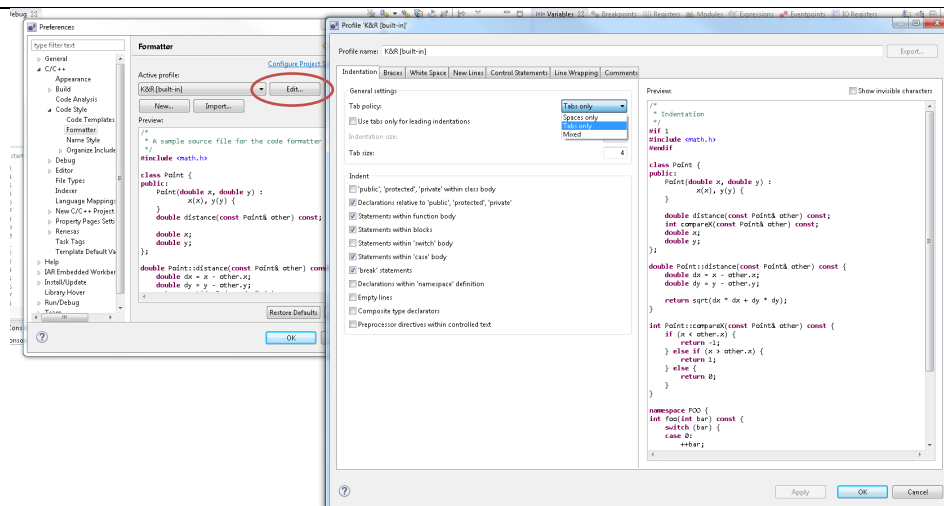 Debug
(x)= Variables
Breakpoints
Registers
Modules
Expressions
Eventpoints
IO Registers
Preferences
type filter text
General
C/C++
Appearance
Build
Code Analysis
Code Style
Code Templates
Formatter
Name Style
Organize Include
Debug
Editor
File Types
Indexer
Language Mappings
New C/C++ Project
Property Pages Setti
Renesas
Task Tags
Template Default Va
Help
IAR Embedded Workber
Install/Update
Library Hover
Run/Debug
Team
Formatter
Configure Project S
Active profile:
K&R [built-in]
Edit...
New...
Import...
Preview:
/*
* A sample source file for the code formatter
*/
#include <math.h>
class Point {
public:
Point(double x, double y) :
x(x), y(y) {
}
double distance(const Point& other) const;
double x;
double y;
};
double Point::distance(const Point& other) cons
double dx = x - other.x;
double dy = y - other.y;
Restore Defaults
OK
start
Cons
onso
Profile 'K&R [built-in]'
Profile name:
K&R [built-in]
Export...
Indentation
Braces
White Space
New Lines
Control Statements
Line Wrapping
Comments
General settings
Tab policy:
Tabs only
Spaces only
Tabs only
Mixed
Use tabs only for leading indentations
Indentation size:
Tab size:
4
Indent
'public', 'protected', 'private' within class body
Declarations relative to 'public', 'protected', 'private'
Statements within function body
Statements within blocks
Statements within 'switch' body
Statements within 'case' body
'break' statements
Declarations within 'namespace' definition
Empty lines
Composite type declarators
Preprocessor directives within controlled text
Preview:
Show invisible characters
/*
* Indentation
*/
#if 1
#include <math.h>
#endif
class Point {
public:
Point(double x, double y) :
x(x), y(y) {
}
double distance(const Point& other) const;
int compareX(const Point& other) const;
double x;
double y;
};
double Point::distance(const Point& other) const {
double dx = x - other.x;
double dy = y - other.y;
return sqrt(dx * dx + dy * dy);
}
int Point::compareX(const Point& other) const {
if (x < other.x) {
return -1;
} else if (x > other.x) {
return 1;
} else {
return 0;
}
}
namespace FOO {
int foo(int bar) const {
switch (bar) {
case 0:
++bar;
Apply
OK
Cancel